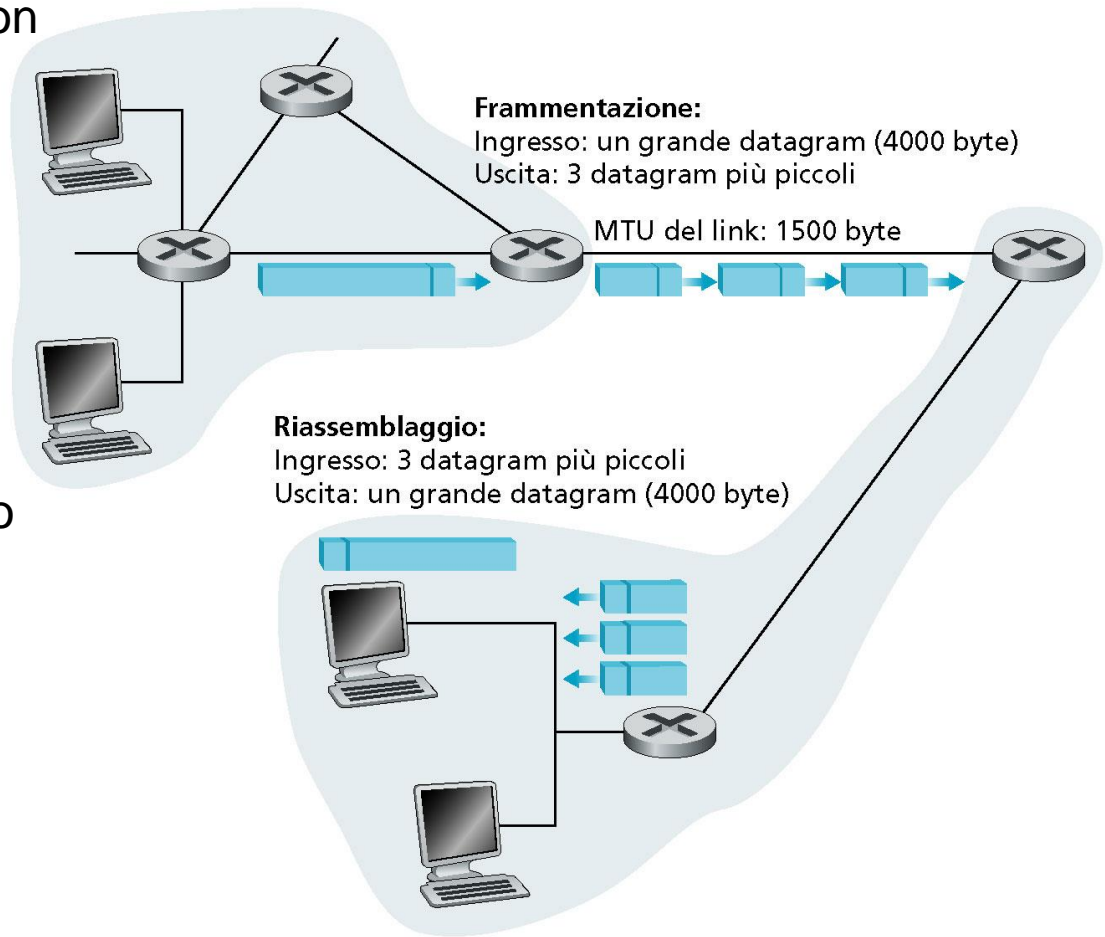 on
Frammentazione:
Ingresso: un grande datagram (4000 byte)
Uscita: 3 datagram più piccoli
MTU del link: 1500 byte
Riassemblaggio:
Ingresso: 3 datagram più piccoli
Uscita: un grande datagram (4000 byte)
o